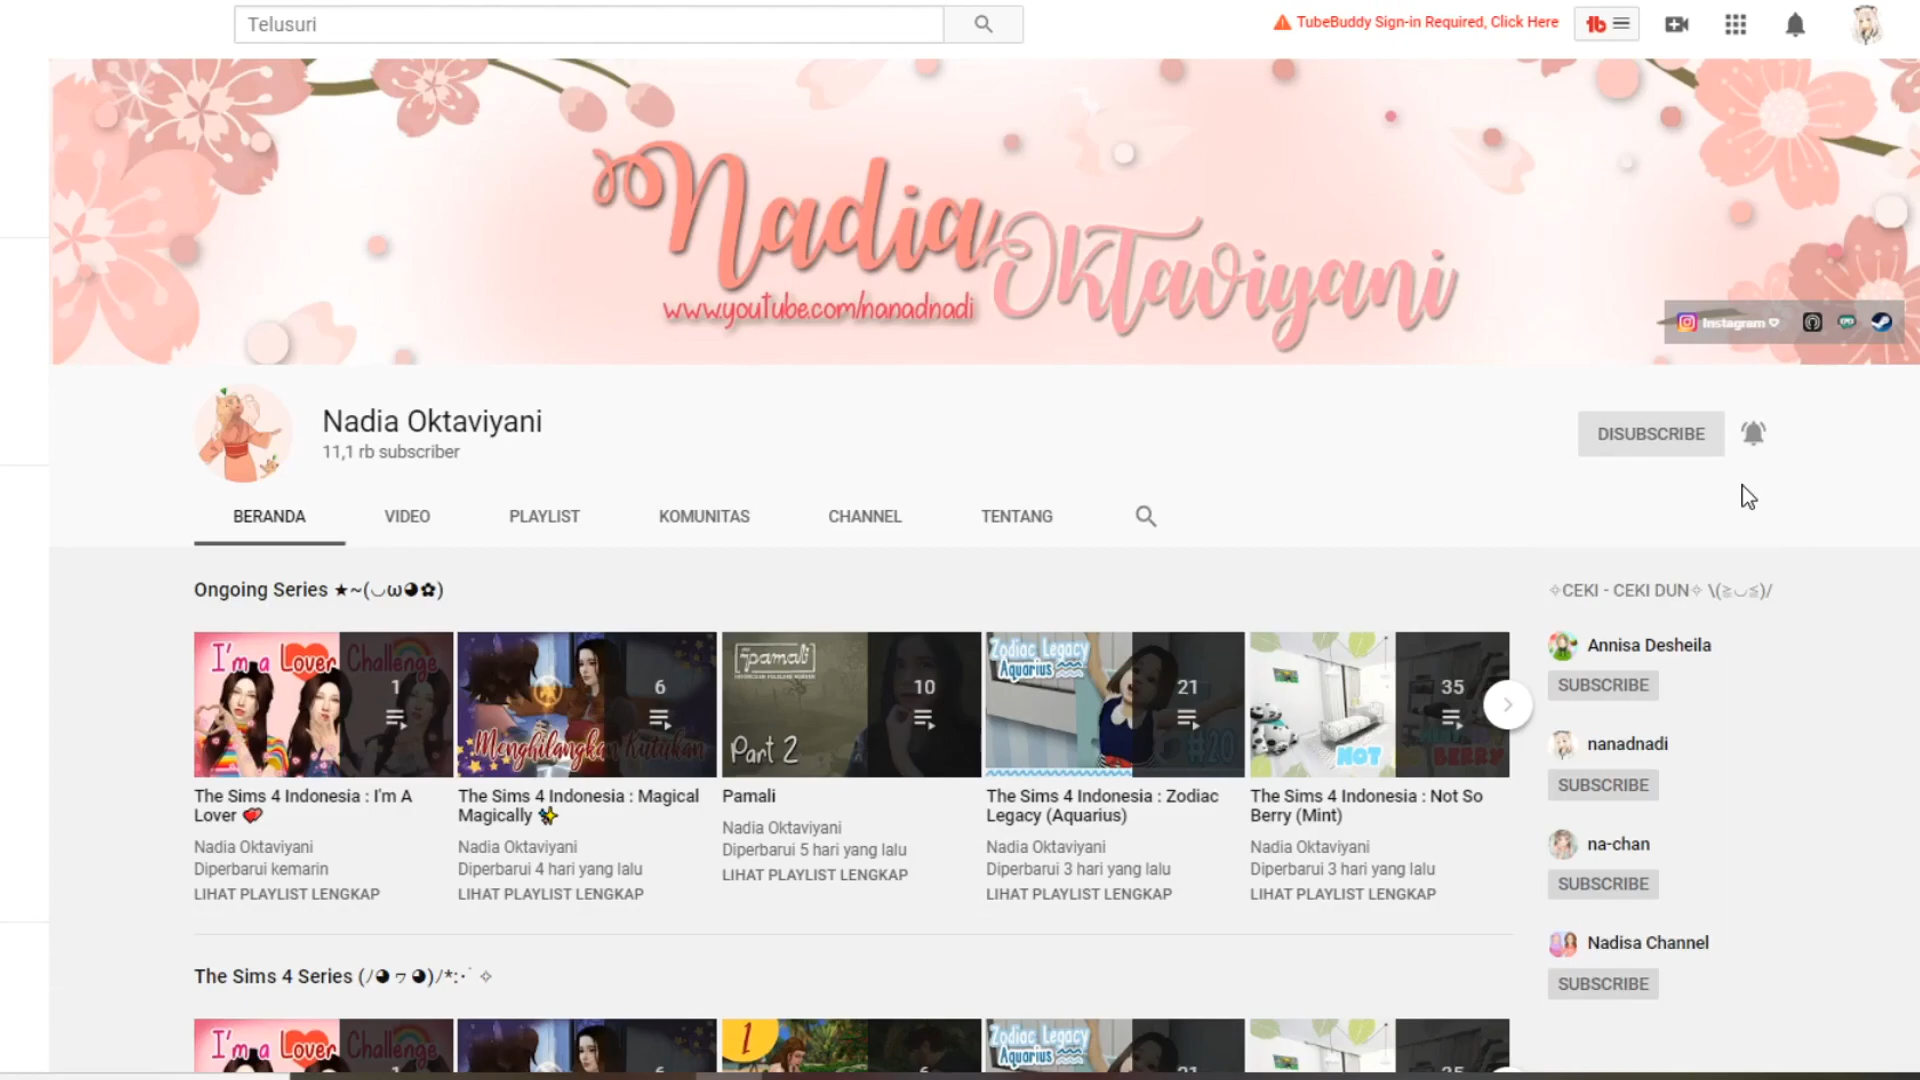 Telusuri
TubeBuddy Sign-in Required, Click Here
tb
Nadia
Oktaviyani
www.youtube.com/nanadnadi
Instagram
Nadia Oktaviyani
11,1 rb subscriber
DISUBSCRIBE
BERANDA
VIDEO
PLAYLIST
KOMUNITAS
CHANNEL
TENTANG
Ongoing Series ★~(◡ω◕✿)
✧CEKI - CEKI DUN✧ \(≧◡≦)/
I'm a Lover Challenge
1
6
Menghilangkan Kutukan
pamali
10
Part 2
Zodiac Legacy
Aquarius
21
#20
35
NOT
BERRY
The Sims 4 Indonesia : I'm A
Lover 💓
Nadia Oktaviyani
Diperbarui kemarin
LIHAT PLAYLIST LENGKAP
The Sims 4 Indonesia : Magical
Magically ✨
Nadia Oktaviyani
Diperbarui 4 hari yang lalu
LIHAT PLAYLIST LENGKAP
Pamali
Nadia Oktaviyani
Diperbarui 5 hari yang lalu
LIHAT PLAYLIST LENGKAP
The Sims 4 Indonesia : Zodiac
Legacy (Aquarius)
Nadia Oktaviyani
Diperbarui 3 hari yang lalu
LIHAT PLAYLIST LENGKAP
The Sims 4 Indonesia : Not So
Berry (Mint)
Nadia Oktaviyani
Diperbarui 3 hari yang lalu
LIHAT PLAYLIST LENGKAP
Annisa Desheila
SUBSCRIBE
nanadnadi
SUBSCRIBE
na-chan
SUBSCRIBE
Nadisa Channel
SUBSCRIBE
The Sims 4 Series (/◕ヮ◕)/*:･ﾟ✧
I'm a Lover Challenge
1
Zodiac Legacy
Aquarius